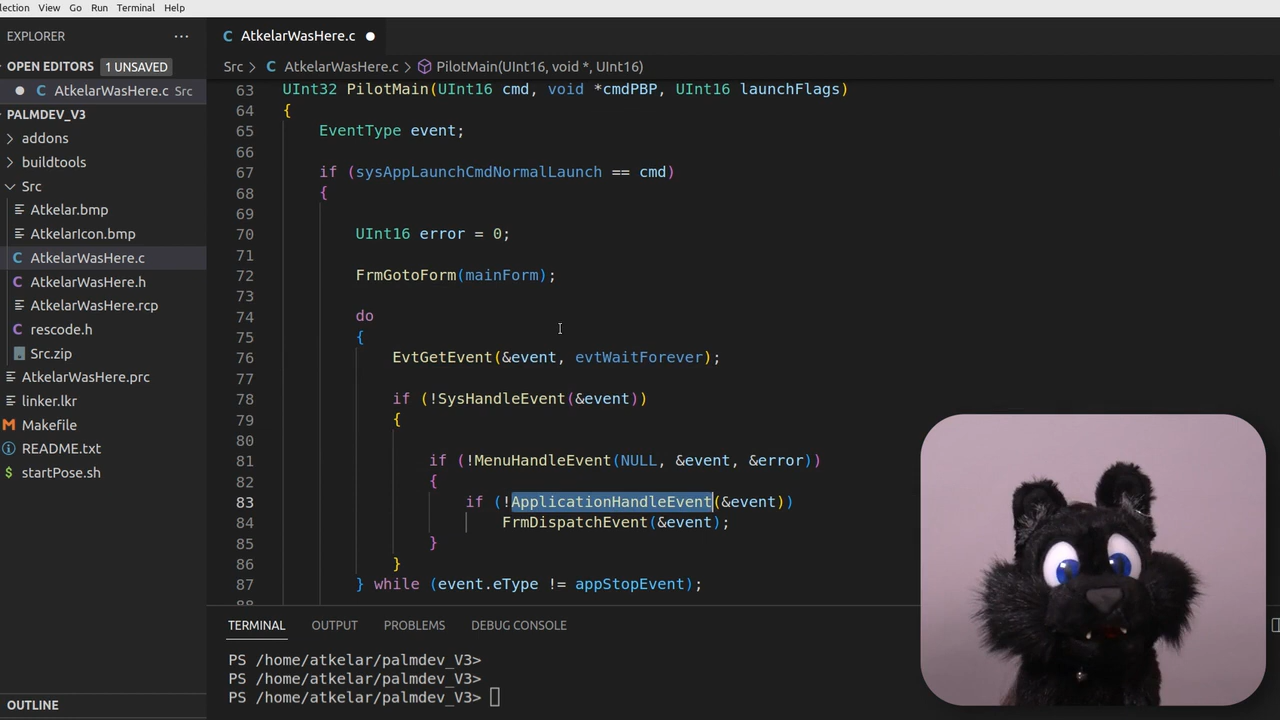 lection View Go Run Terminal Help
EXPLORER ···
OPEN EDITORS 1 UNSAVED
AtkelarWasHere.c Src
PALMDEV_V3
addons
buildtools
Src
Atkelar.bmp
AtkelarIcon.bmp
AtkelarWasHere.c
AtkelarWasHere.h
AtkelarWasHere.rcp
rescode.h
Src.zip
AtkelarWasHere.prc
linker.lkr
Makefile
README.txt
startPose.sh
OUTLINE
AtkelarWasHere.c
Src > AtkelarWasHere.c > PilotMain(UInt16, void *, UInt16)
63 UInt32 PilotMain(UInt16 cmd, void *cmdPBP, UInt16 launchFlags)
64 {
65 EventType event;
66
67 if (sysAppLaunchCmdNormalLaunch == cmd)
68 {
69
70 UInt16 error = 0;
71
72 FrmGotoForm(mainForm);
73
74 do
75 {
76 EvtGetEvent(&event, evtWaitForever);
77
78 if (!SysHandleEvent(&event))
79 {
80
81 if (!MenuHandleEvent(NULL, &event, &error))
82 {
83 if (!ApplicationHandleEvent(&event))
84 FrmDispatchEvent(&event);
85 }
86 }
87 } while (event.eType != appStopEvent);
88
TERMINAL OUTPUT PROBLEMS DEBUG CONSOLE
PS /home/atkelar/palmdev_V3>
PS /home/atkelar/palmdev_V3>
PS /home/atkelar/palmdev_V3>